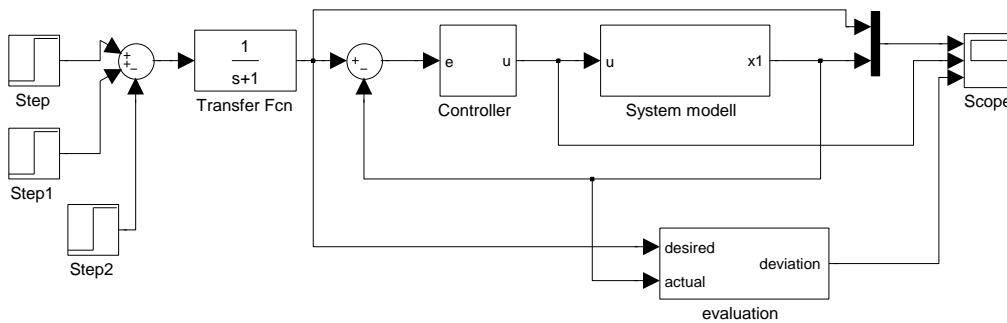 Step
Step1
Step2
+
+
−
1
s+1
Transfer Fcn
+
−
e
u
Controller
u
x1
System modell
Scope
desired
actual
deviation
evaluation